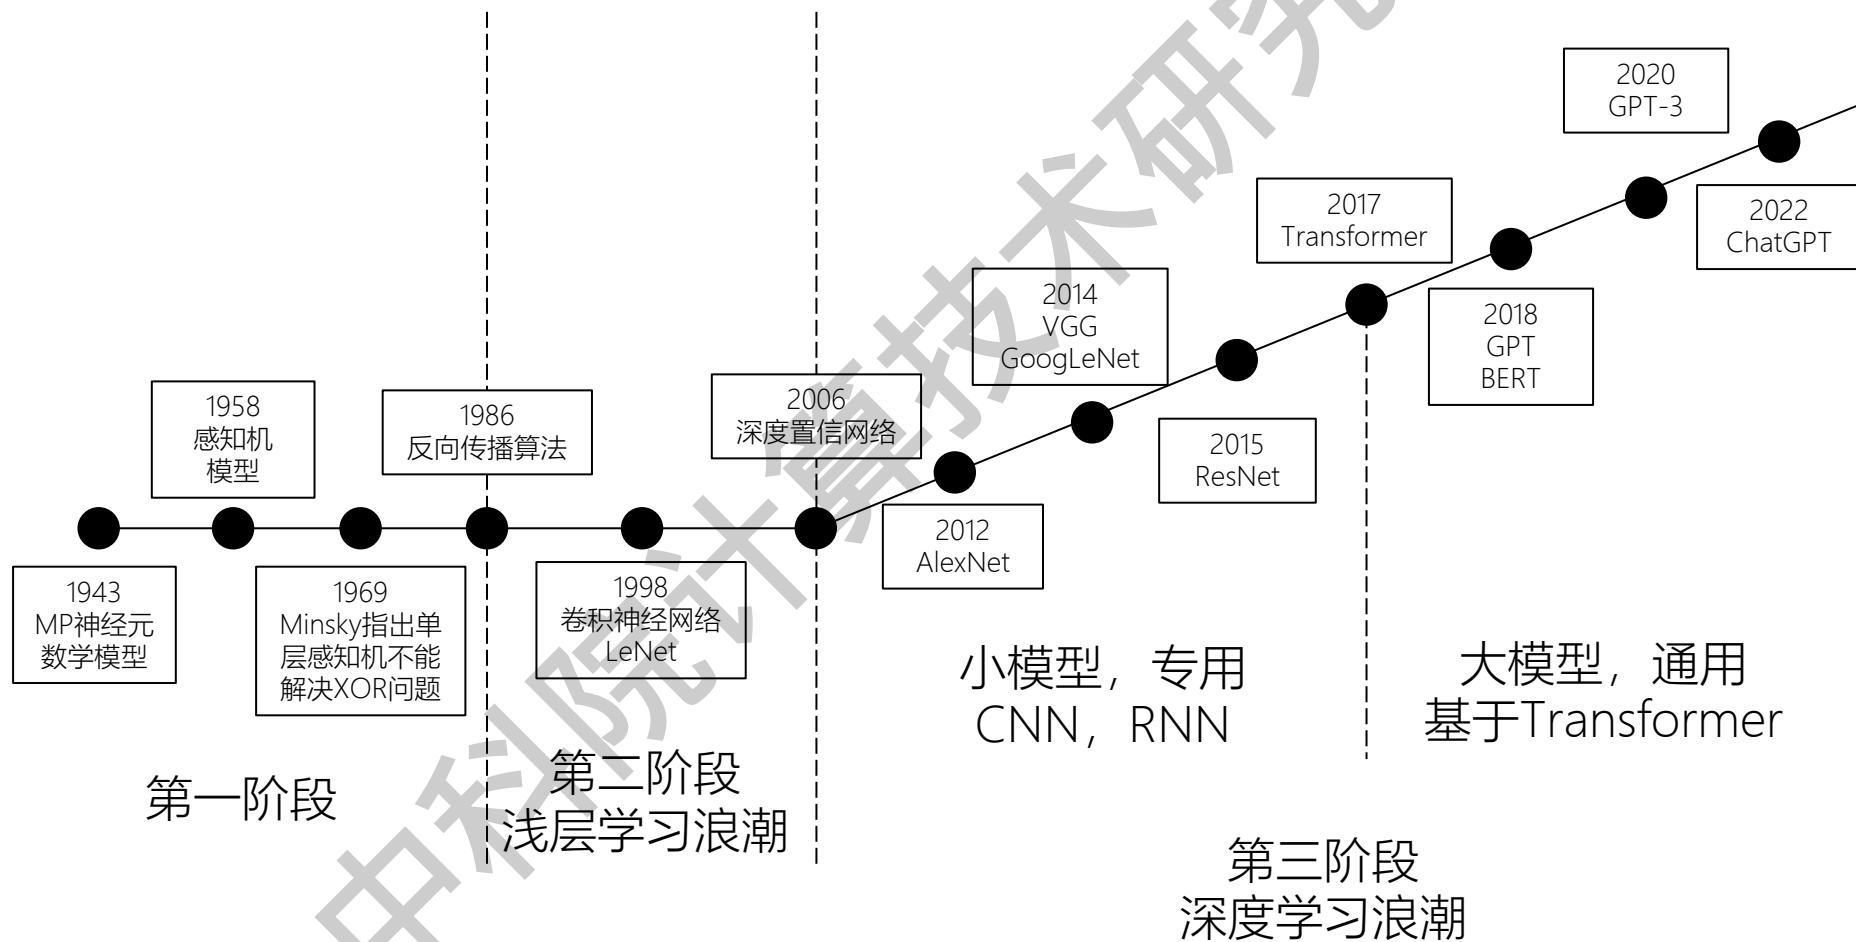 1943
MP神经元
数学模型
1958
感知机
模型
1969
Minsky指出单
层感知机不能
解决XOR问题
1986
反向传播算法
1998
卷积神经网络
LeNet
2006
深度置信网络
2012
AlexNet
2014
VGG
GoogLeNet
2015
ResNet
2017
Transformer
2018
GPT
BERT
2020
GPT-3
2022
ChatGPT
小模型，专用
CNN，RNN
大模型，通用
基于Transformer
第一阶段
第二阶段
浅层学习浪潮
第三阶段
深度学习浪潮
中科院计算技术研究